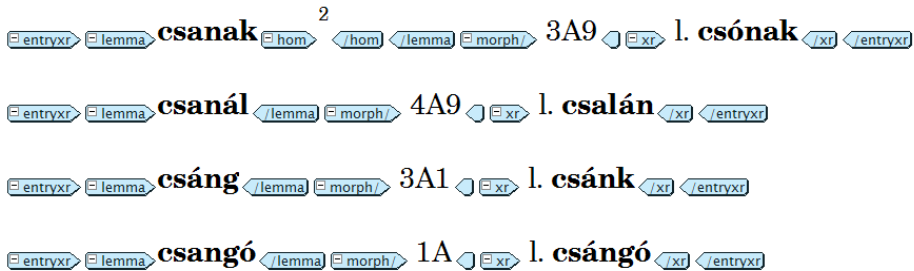 entryxr lemma csanak hom 2 /hom /lemma morph/ 3A9 xr l. csónak /xr /entryxr
entryxr lemma csanál /lemma morph/ 4A9 xr l. csalán /xr /entryxr
entryxr lemma csáng /lemma morph/ 3A1 xr l. csánk /xr /entryxr
entryxr lemma csangó /lemma morph/ 1A xr l. csángó /xr /entryxr